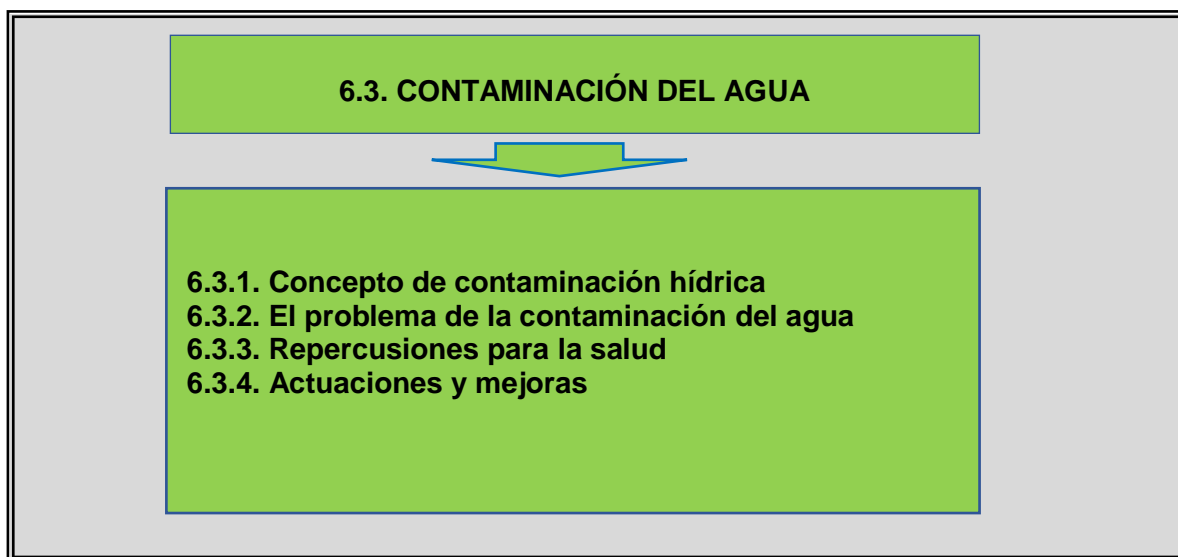 6.3. CONTAMINACIÓN DEL AGUA
6.3.1. Concepto de contaminación hídrica
6.3.2. El problema de la contaminación del agua
6.3.3. Repercusiones para la salud
6.3.4. Actuaciones y mejoras